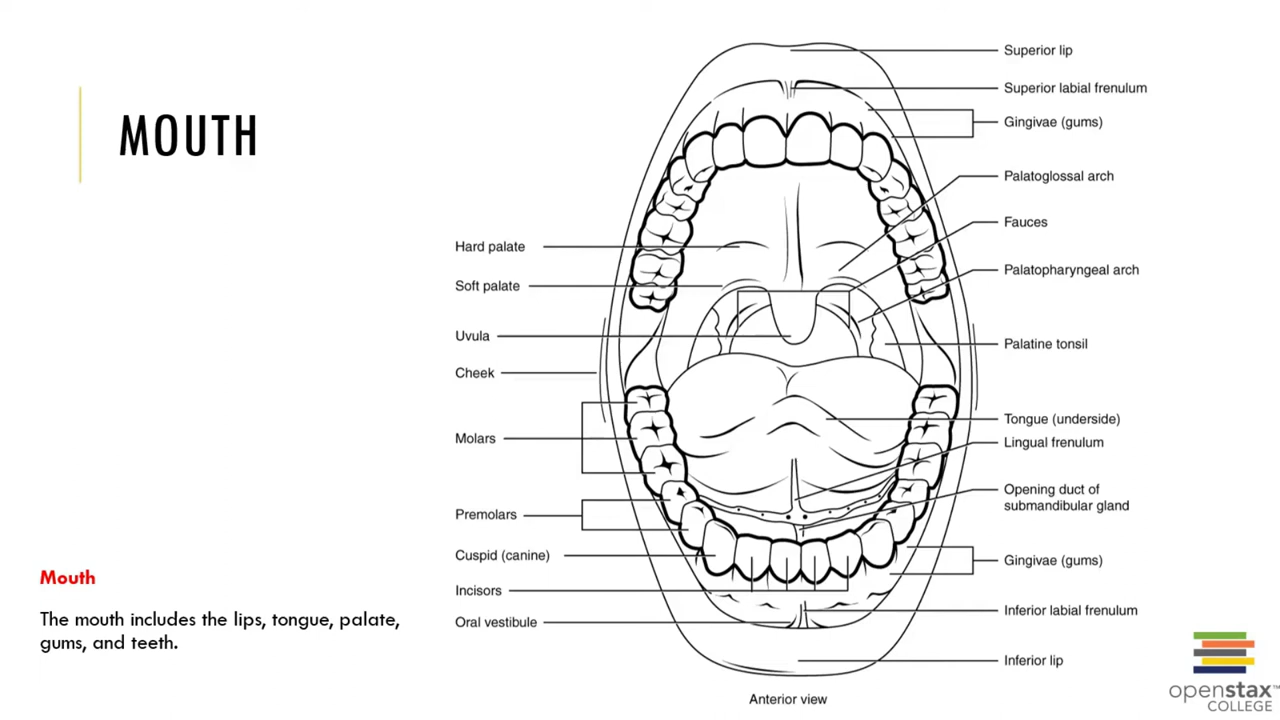 MOUTH
Mouth
The mouth includes the lips, tongue, palate,
gums, and teeth.
Hard palate
Soft palate
Uvula
Cheek
Molars
Premolars
Cuspid (canine)
Incisors
Oral vestibule
Superior lip
Superior labial frenulum
Gingivae (gums)
Palatoglossal arch
Fauces
Palatopharyngeal arch
Palatine tonsil
Tongue (underside)
Lingual frenulum
Opening duct of
submandibular gland
Gingivae (gums)
Inferior labial frenulum
Inferior lip
Anterior view
openstax™
COLLEGE